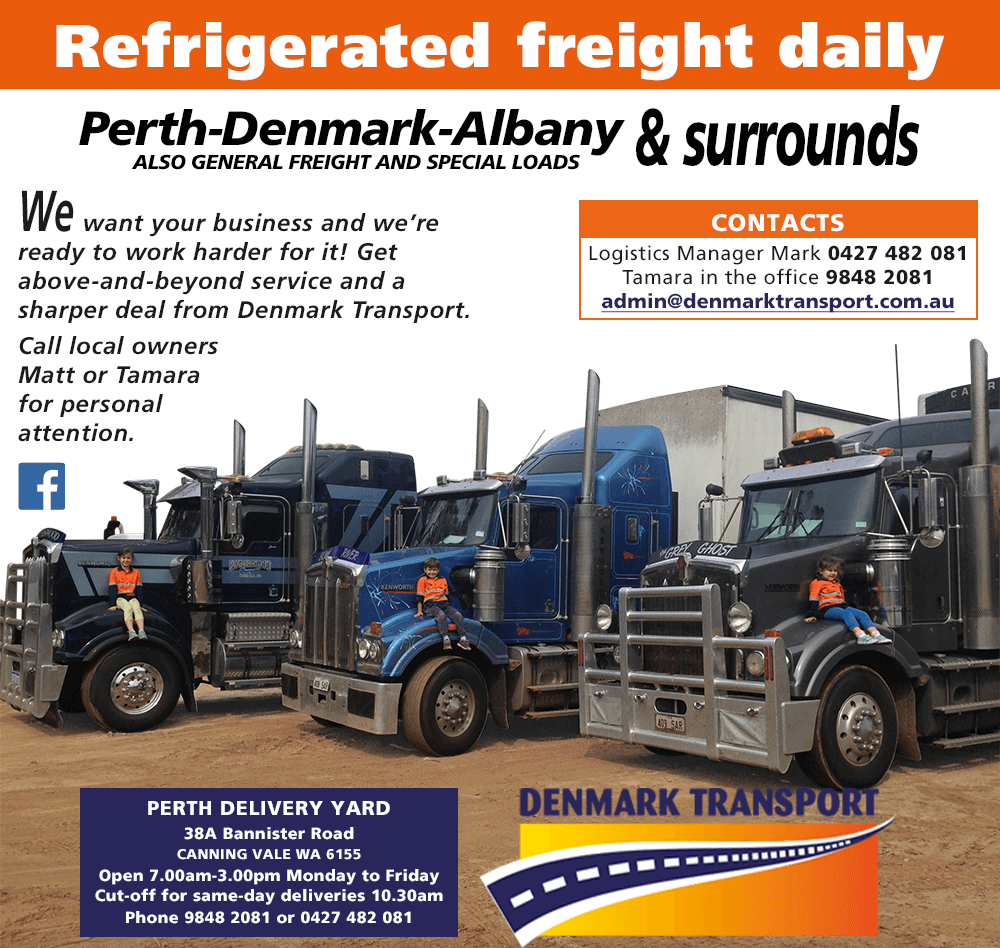 Refrigerated freight daily
Perth-Denmark-Albany & surrounds
ALSO GENERAL FREIGHT AND SPECIAL LOADS
We want your business and we’re
ready to work harder for it! Get
above-and-beyond service and a
sharper deal from Denmark Transport.
Call local owners
Matt or Tamara
for personal
attention.
f
CONTACTS
Logistics Manager Mark 0427 482 081
Tamara in the office 9848 2081
admin@denmarktransport.com.au
RIVER
KENWORTH
GREY GHOST
PERTH DELIVERY YARD
38A Bannister Road
CANNING VALE WA 6155
Open 7.00am-3.00pm Monday to Friday
Cut-off for same-day deliveries 10.30am
Phone 9848 2081 or 0427 482 081
DENMARK TRANSPORT